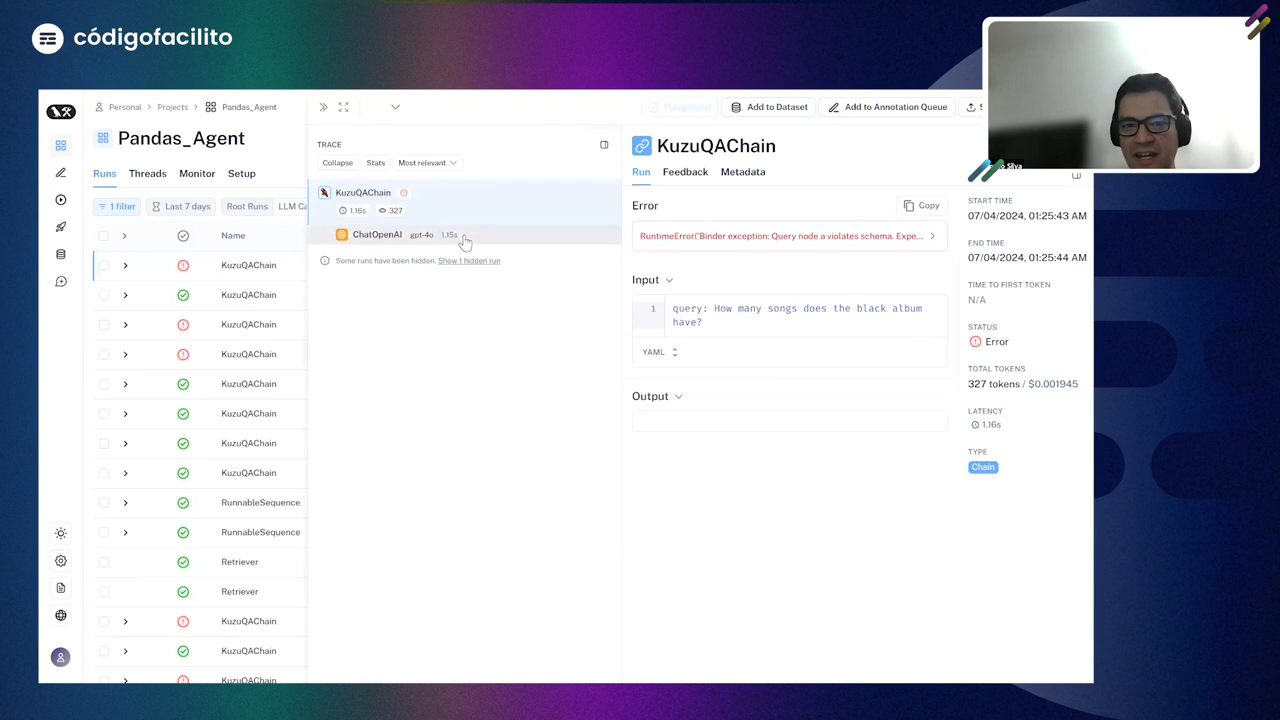 códigofacilito
Personal > Projects > Pandas_Agent
Pandas_Agent
Runs Threads Monitor Setup
1 filter Last 7 days Root Runs LLM Ca
Name
KuzuQAChain
KuzuQAChain
KuzuQAChain
KuzuQAChain
KuzuQAChain
KuzuQAChain
KuzuQAChain
KuzuQAChain
RunnableSequence
RunnableSequence
Retriever
Retriever
KuzuQAChain
KuzuQAChain
KuzuQAChain
Playground Add to Dataset Add to Annotation Queue S
TRACE
Collapse Stats Most relevant
KuzuQAChain
1.16s 327
ChatOpenAI gpt-4o 1.15s
Some runs have been hidden. Show 1 hidden run
KuzuQAChain
Run Feedback Metadata
Error Copy
RuntimeError('Binder exception: Query node a violates schema. Expe...
Input
1 query: How many songs does the black album
have?
YAML
Output
Silva
START TIME
07/04/2024, 01:25:43 AM
END TIME
07/04/2024, 01:25:44 AM
TIME TO FIRST TOKEN
N/A
STATUS
Error
TOTAL TOKENS
327 tokens / $0.001945
LATENCY
1.16s
TYPE
Chain